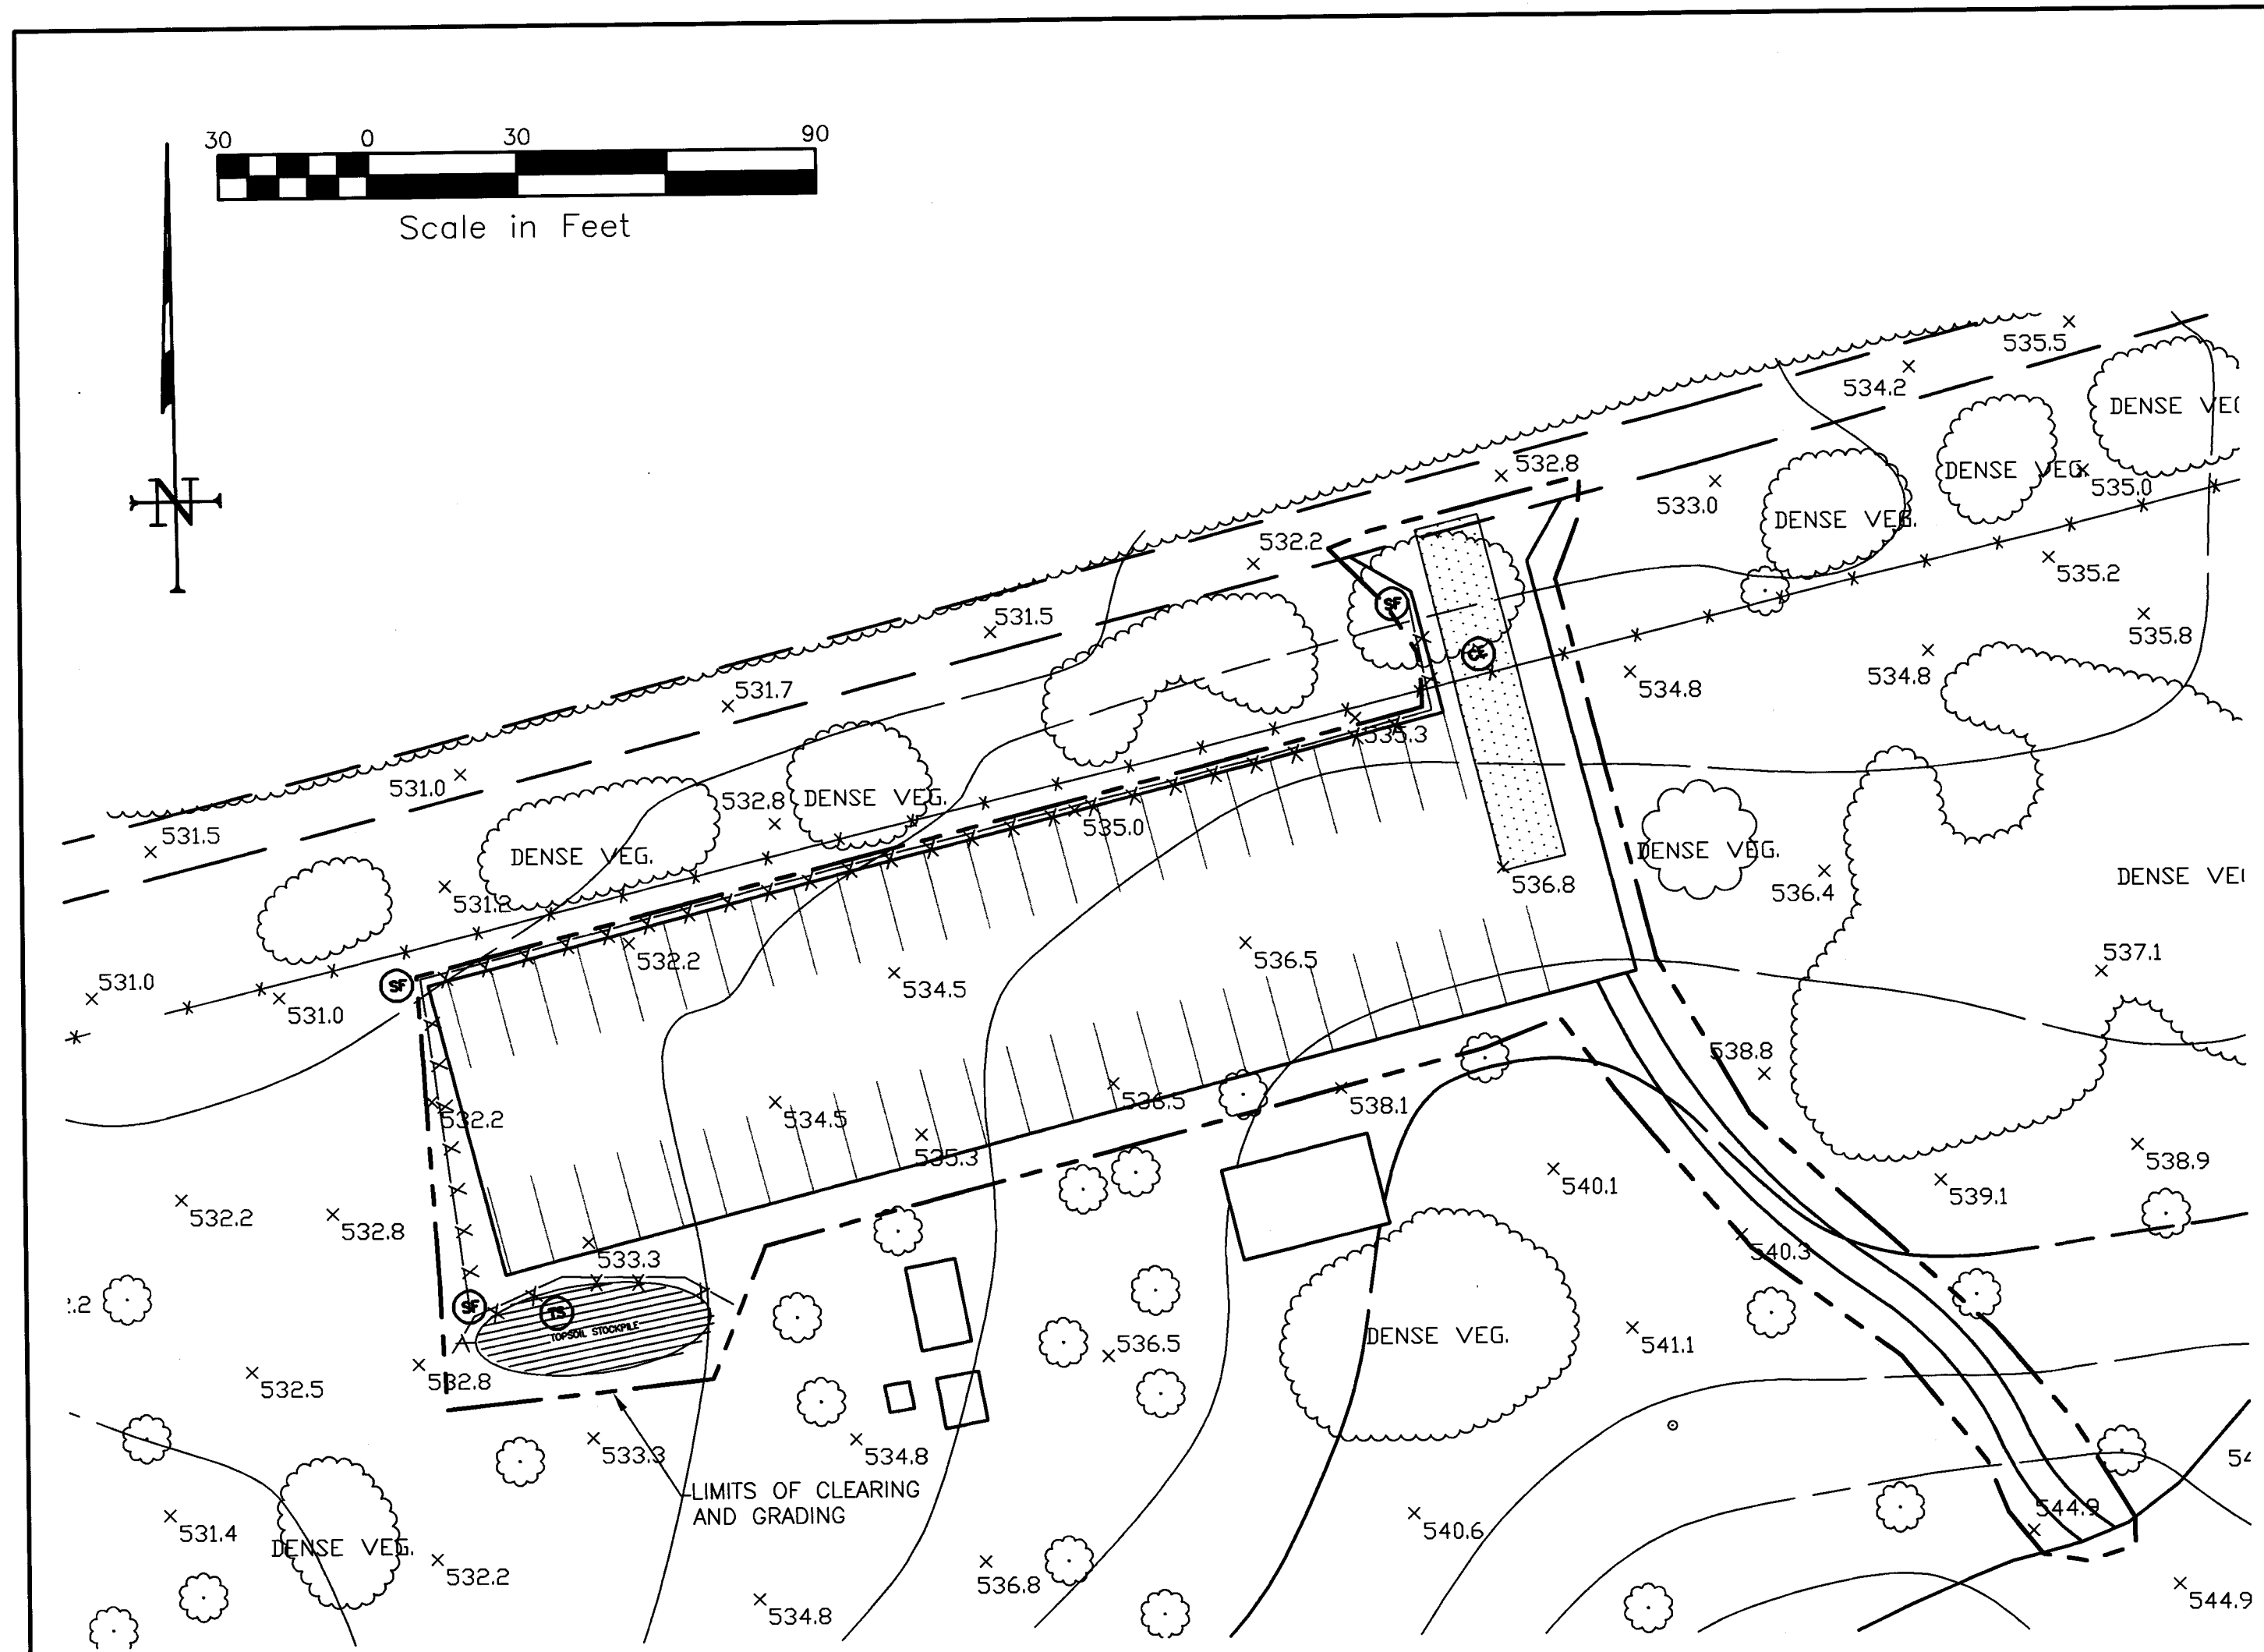 30 0 30 90
Scale in Feet
N
535.5
534.2
DENSE VE
532.8
DENSE VEG.
535.0
533.0
DENSE VEG.
532.2
535.2
SF
531.5
535.8
CE
534.8
534.8
531.7
535.3
531.0
532.8
DENSE VEG.
535.0
531.5
DENSE VEG.
DENSE VEG.
536.8
536.4
DENSE VE
531.2
532.2
536.5
537.1
534.5
SF
531.0
531.0
538.8
532.2
534.5
536.5
538.1
535.3
538.9
540.1
539.1
532.2
532.8
533.3
540.3
SF
TS
TOPSOIL STOCKPILE
DENSE VEG.
536.5
541.1
532.5
532.8
533.3
534.8
LIMITS OF CLEARING
AND GRADING
544.9
531.4
540.6
DENSE VEG.
532.2
536.8
534.8
544.9